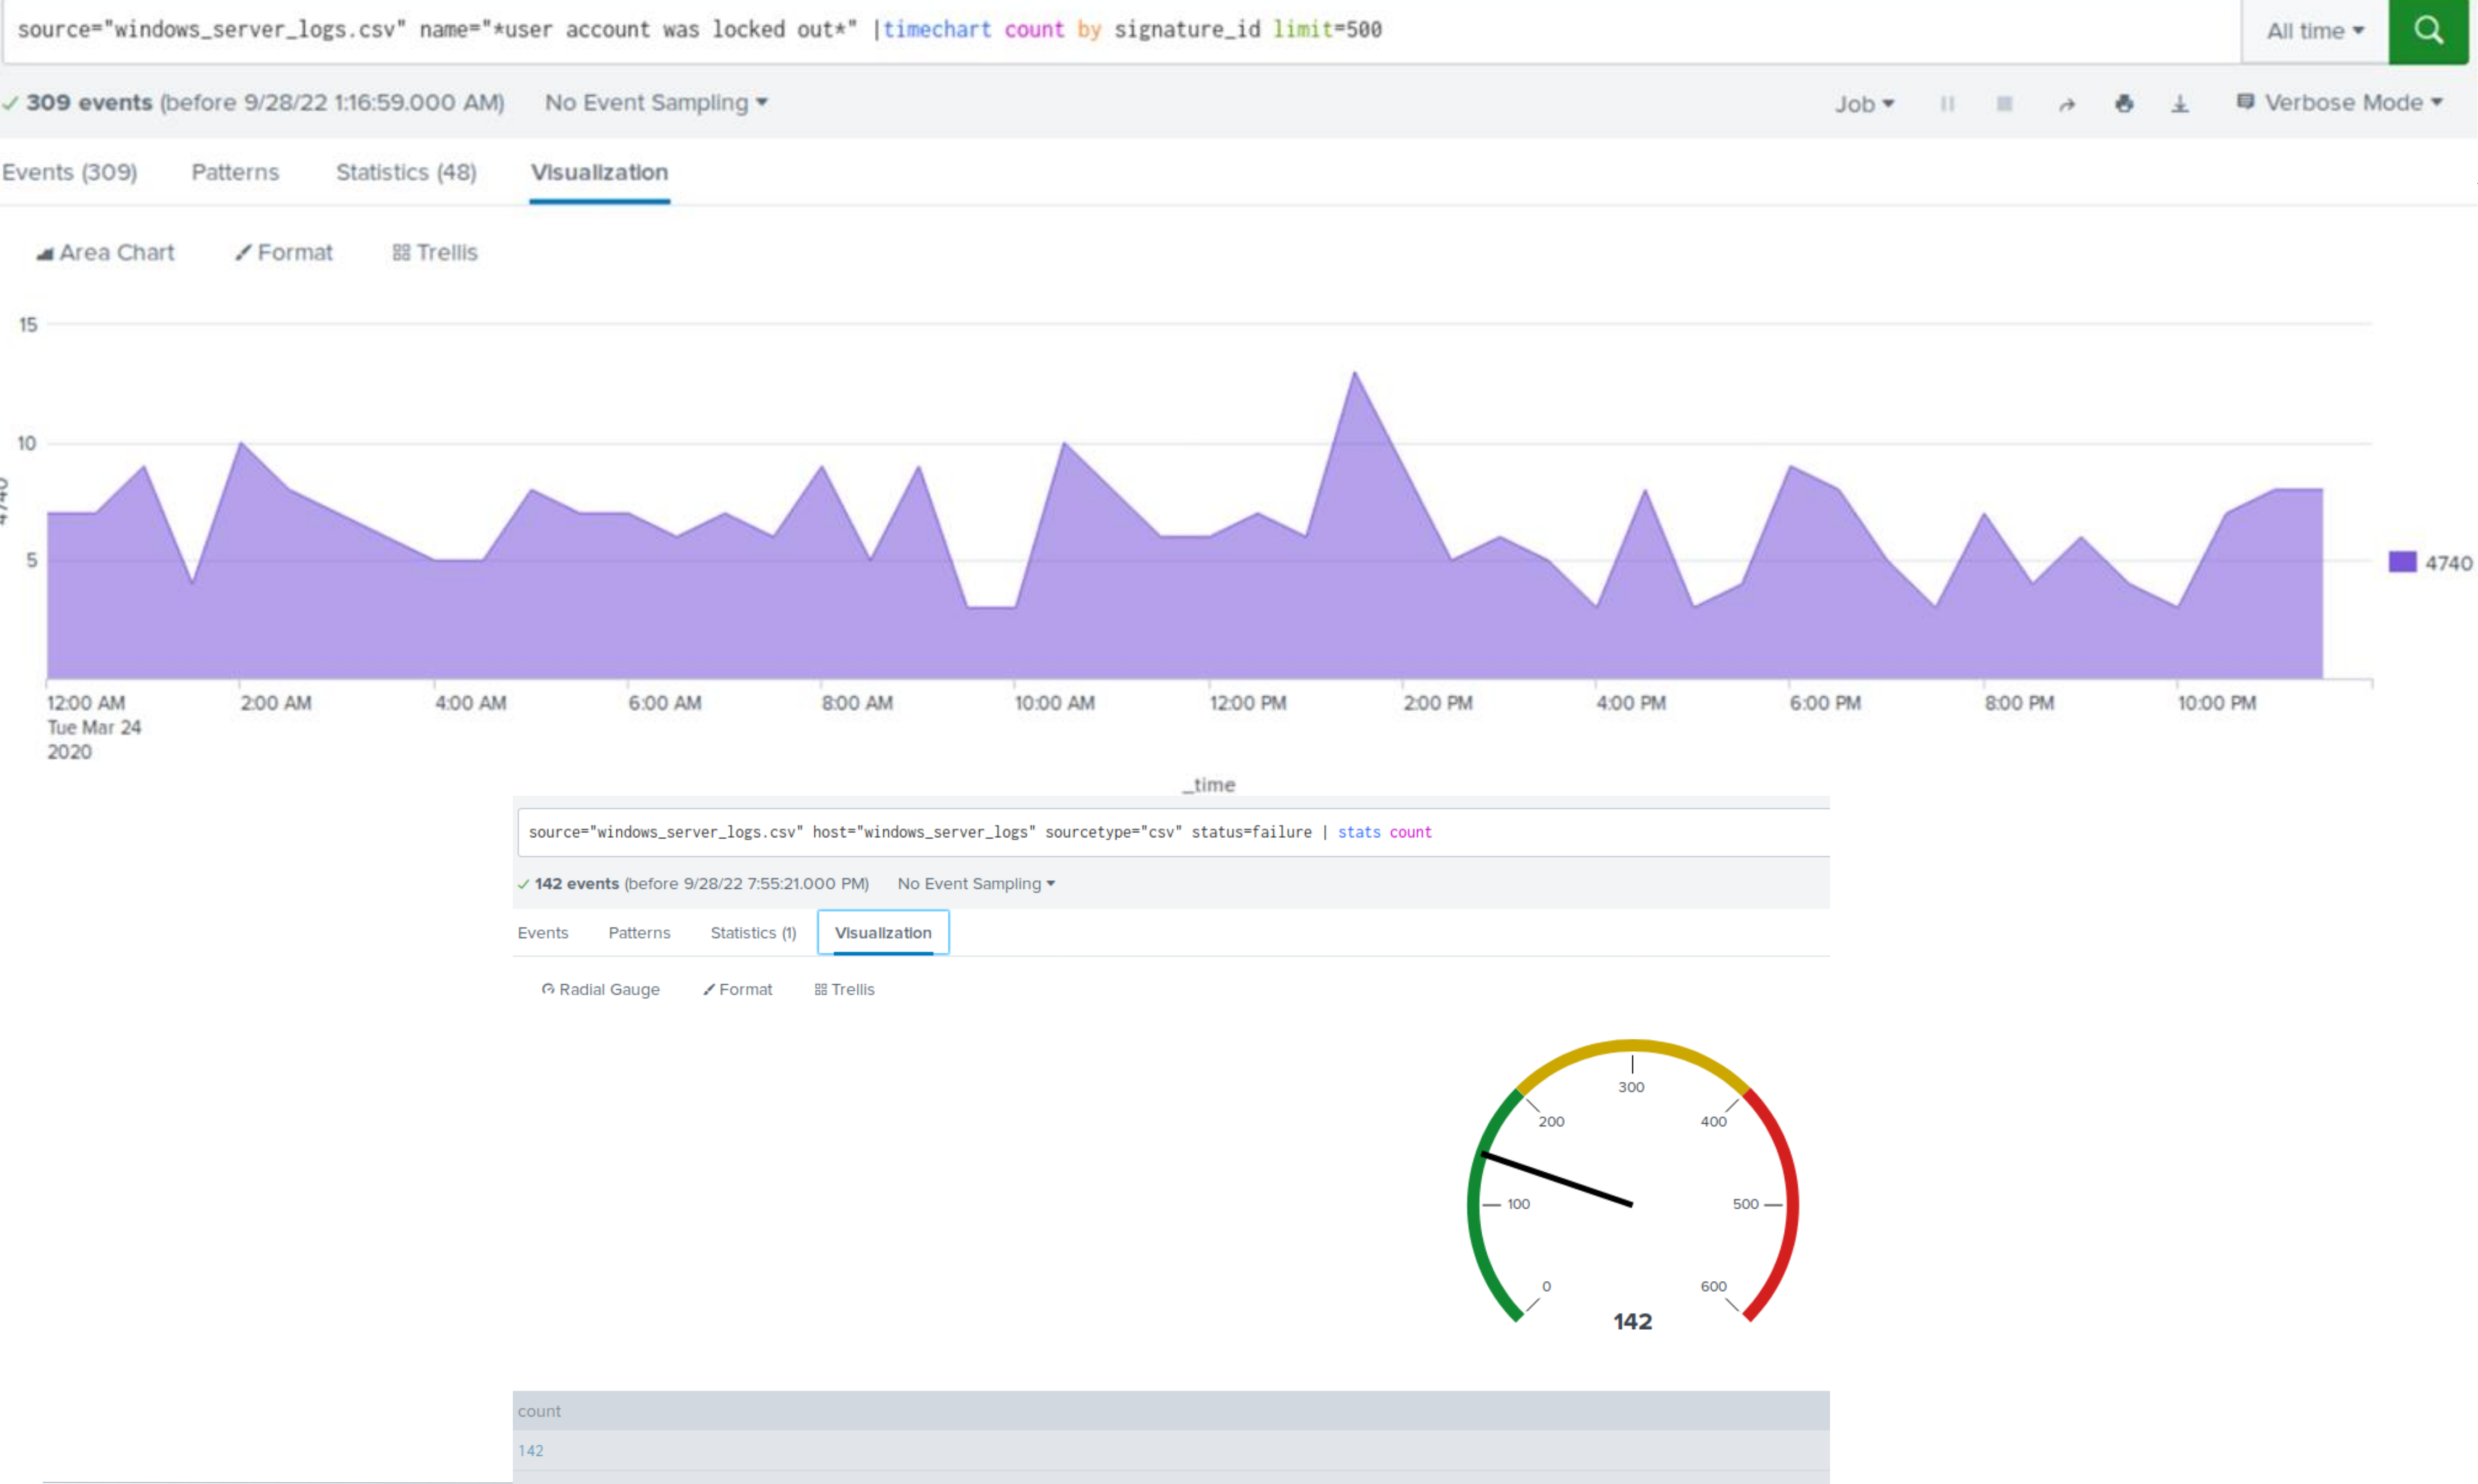 source="windows_server_logs.csv" name="*user account was locked out*" |timechart count by signature_id limit=500
All time
309 events (before 9/28/22 1:16:59.000 AM) No Event Sampling
Job Verbose Mode
Events (309) Patterns Statistics (48) Visualization
Area Chart Format Trellis
15
10
5
4740
4740
12:00 AM 2:00 AM 4:00 AM 6:00 AM 8:00 AM 10:00 AM 12:00 PM 2:00 PM 4:00 PM 6:00 PM 8:00 PM 10:00 PM
Tue Mar 24
2020
_time
source="windows_server_logs.csv" host="windows_server_logs" sourcetype="csv" status=failure | stats count
142 events (before 9/28/22 7:55:21.000 PM) No Event Sampling
Events Patterns Statistics (1) Visualization
Radial Gauge Format Trellis
300
200 400
100 500
0 600
142
count
142